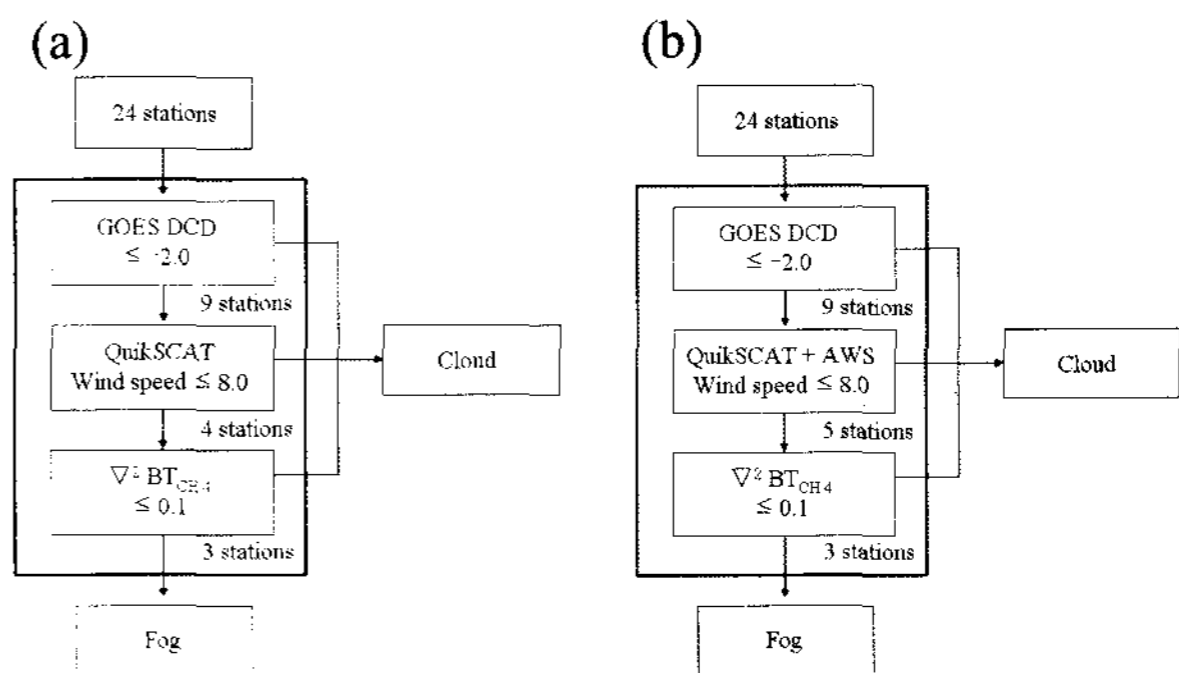 (a)
24 stations
GOES DCD
≤ -2.0
9 stations
QuikSCAT
Wind speed ≤ 8.0
4 stations
∇² BT_CH4
≤ 0.1
3 stations
Fog
Cloud
(b)
24 stations
GOES DCD
≤ -2.0
9 stations
QuikSCAT + AWS
Wind speed ≤ 8.0
5 stations
∇² BT_CH4
≤ 0.1
3 stations
Fog
Cloud